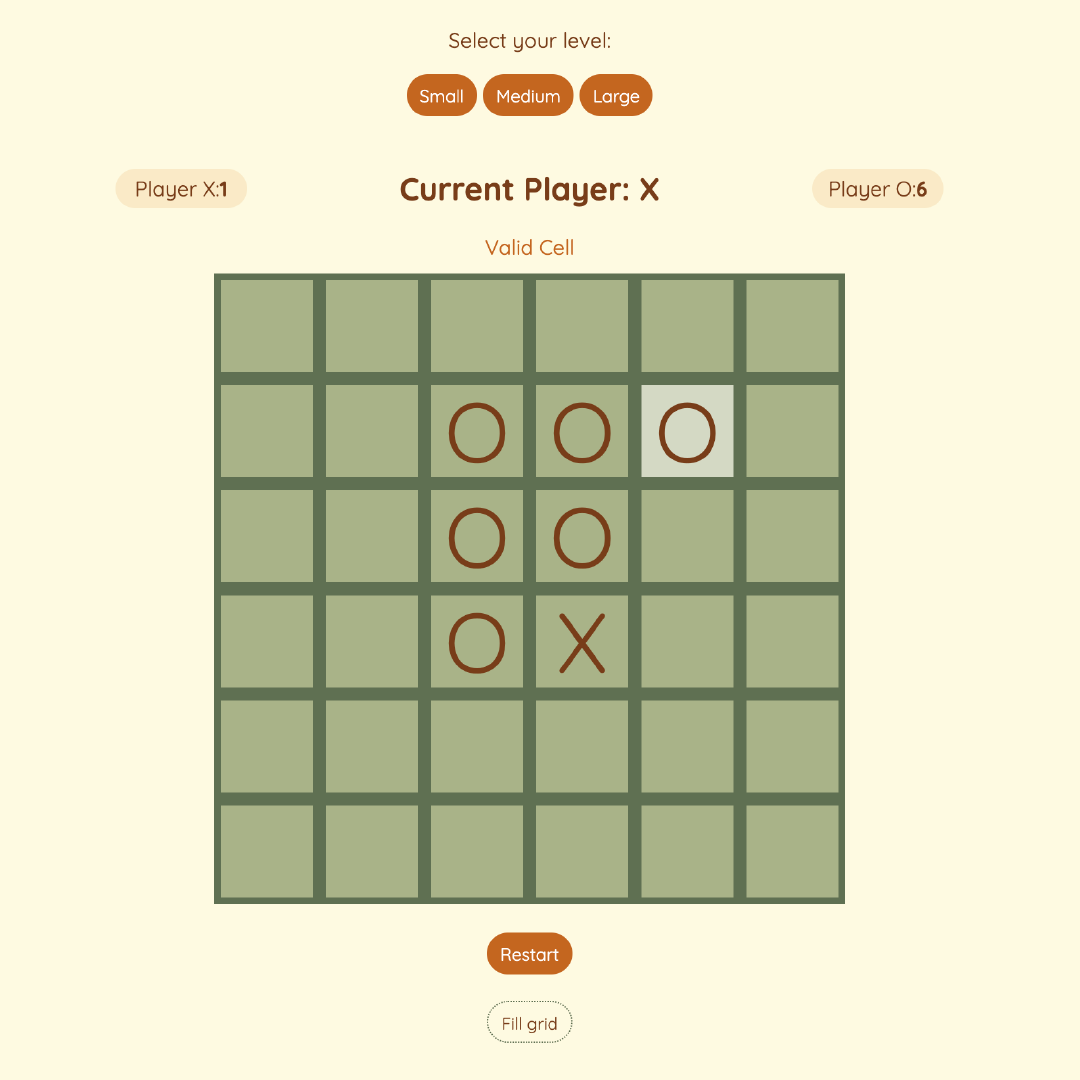 Select your level:
Small Medium Large
Player X:1 Current Player: X Player O:6
Valid Cell
O O O
O O
O X
Restart
Fill grid